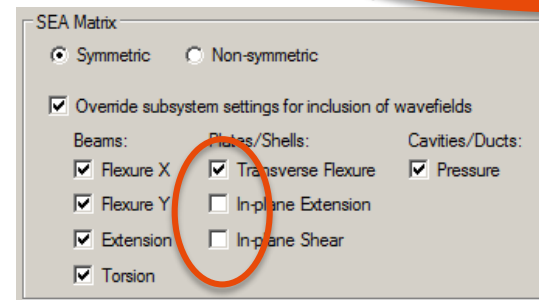 SEA Matrix
Symmetric Non-symmetric
Override subsystem settings for inclusion of wavefields
Beams: Plates/Shells: Cavities/Ducts:
Flexure X Transverse Flexure Pressure
Flexure Y In-plane Extension
Extension In-plane Shear
Torsion